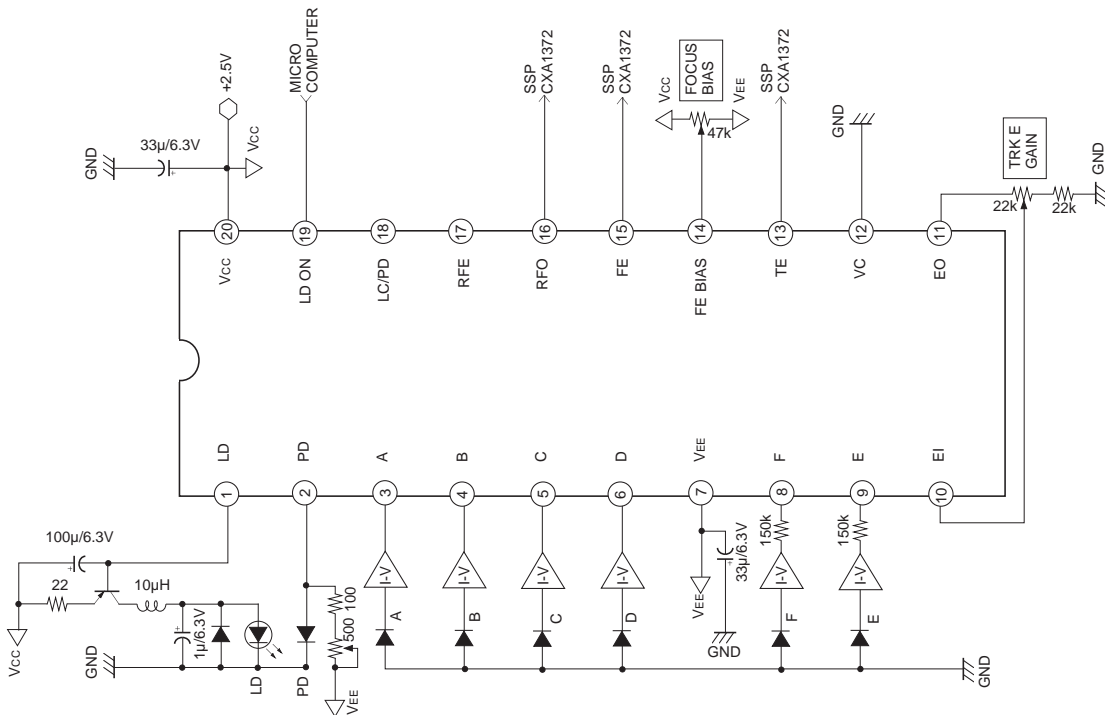 GND
33µ/6.3V
+2.5V
VCC
MICRO
COMPUTER
SSP
CXA1372
SSP
CXA1372
VCC
FOCUS
BIAS
47k
VEE
SSP
CXA1372
GND
TRK E
GAIN
22k
22k
GND
20
19
18
17
16
15
14
13
12
11
VCC
LD ON
LC/PD
RFE
RFO
FE
FE BIAS
TE
VC
EO
LD
PD
A
B
C
D
VEE
F
E
EI
1
2
3
4
5
6
7
8
9
10
100µ/6.3V
22
10µH
VCC
GND
1µ/6.3V
LD
PD
100
500
VEE
I-V
I-V
I-V
I-V
I-V
I-V
A
B
C
D
F
E
VEE
33µ/6.3V
GND
150k
150k
GND